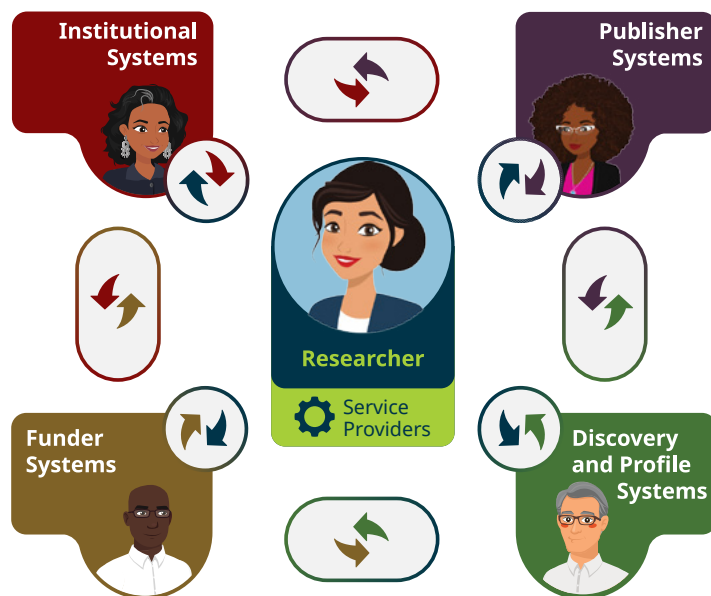 Institutional
Systems
Publisher
Systems
Researcher
Service
Providers
Funder
Systems
Discovery
and Profile
Systems